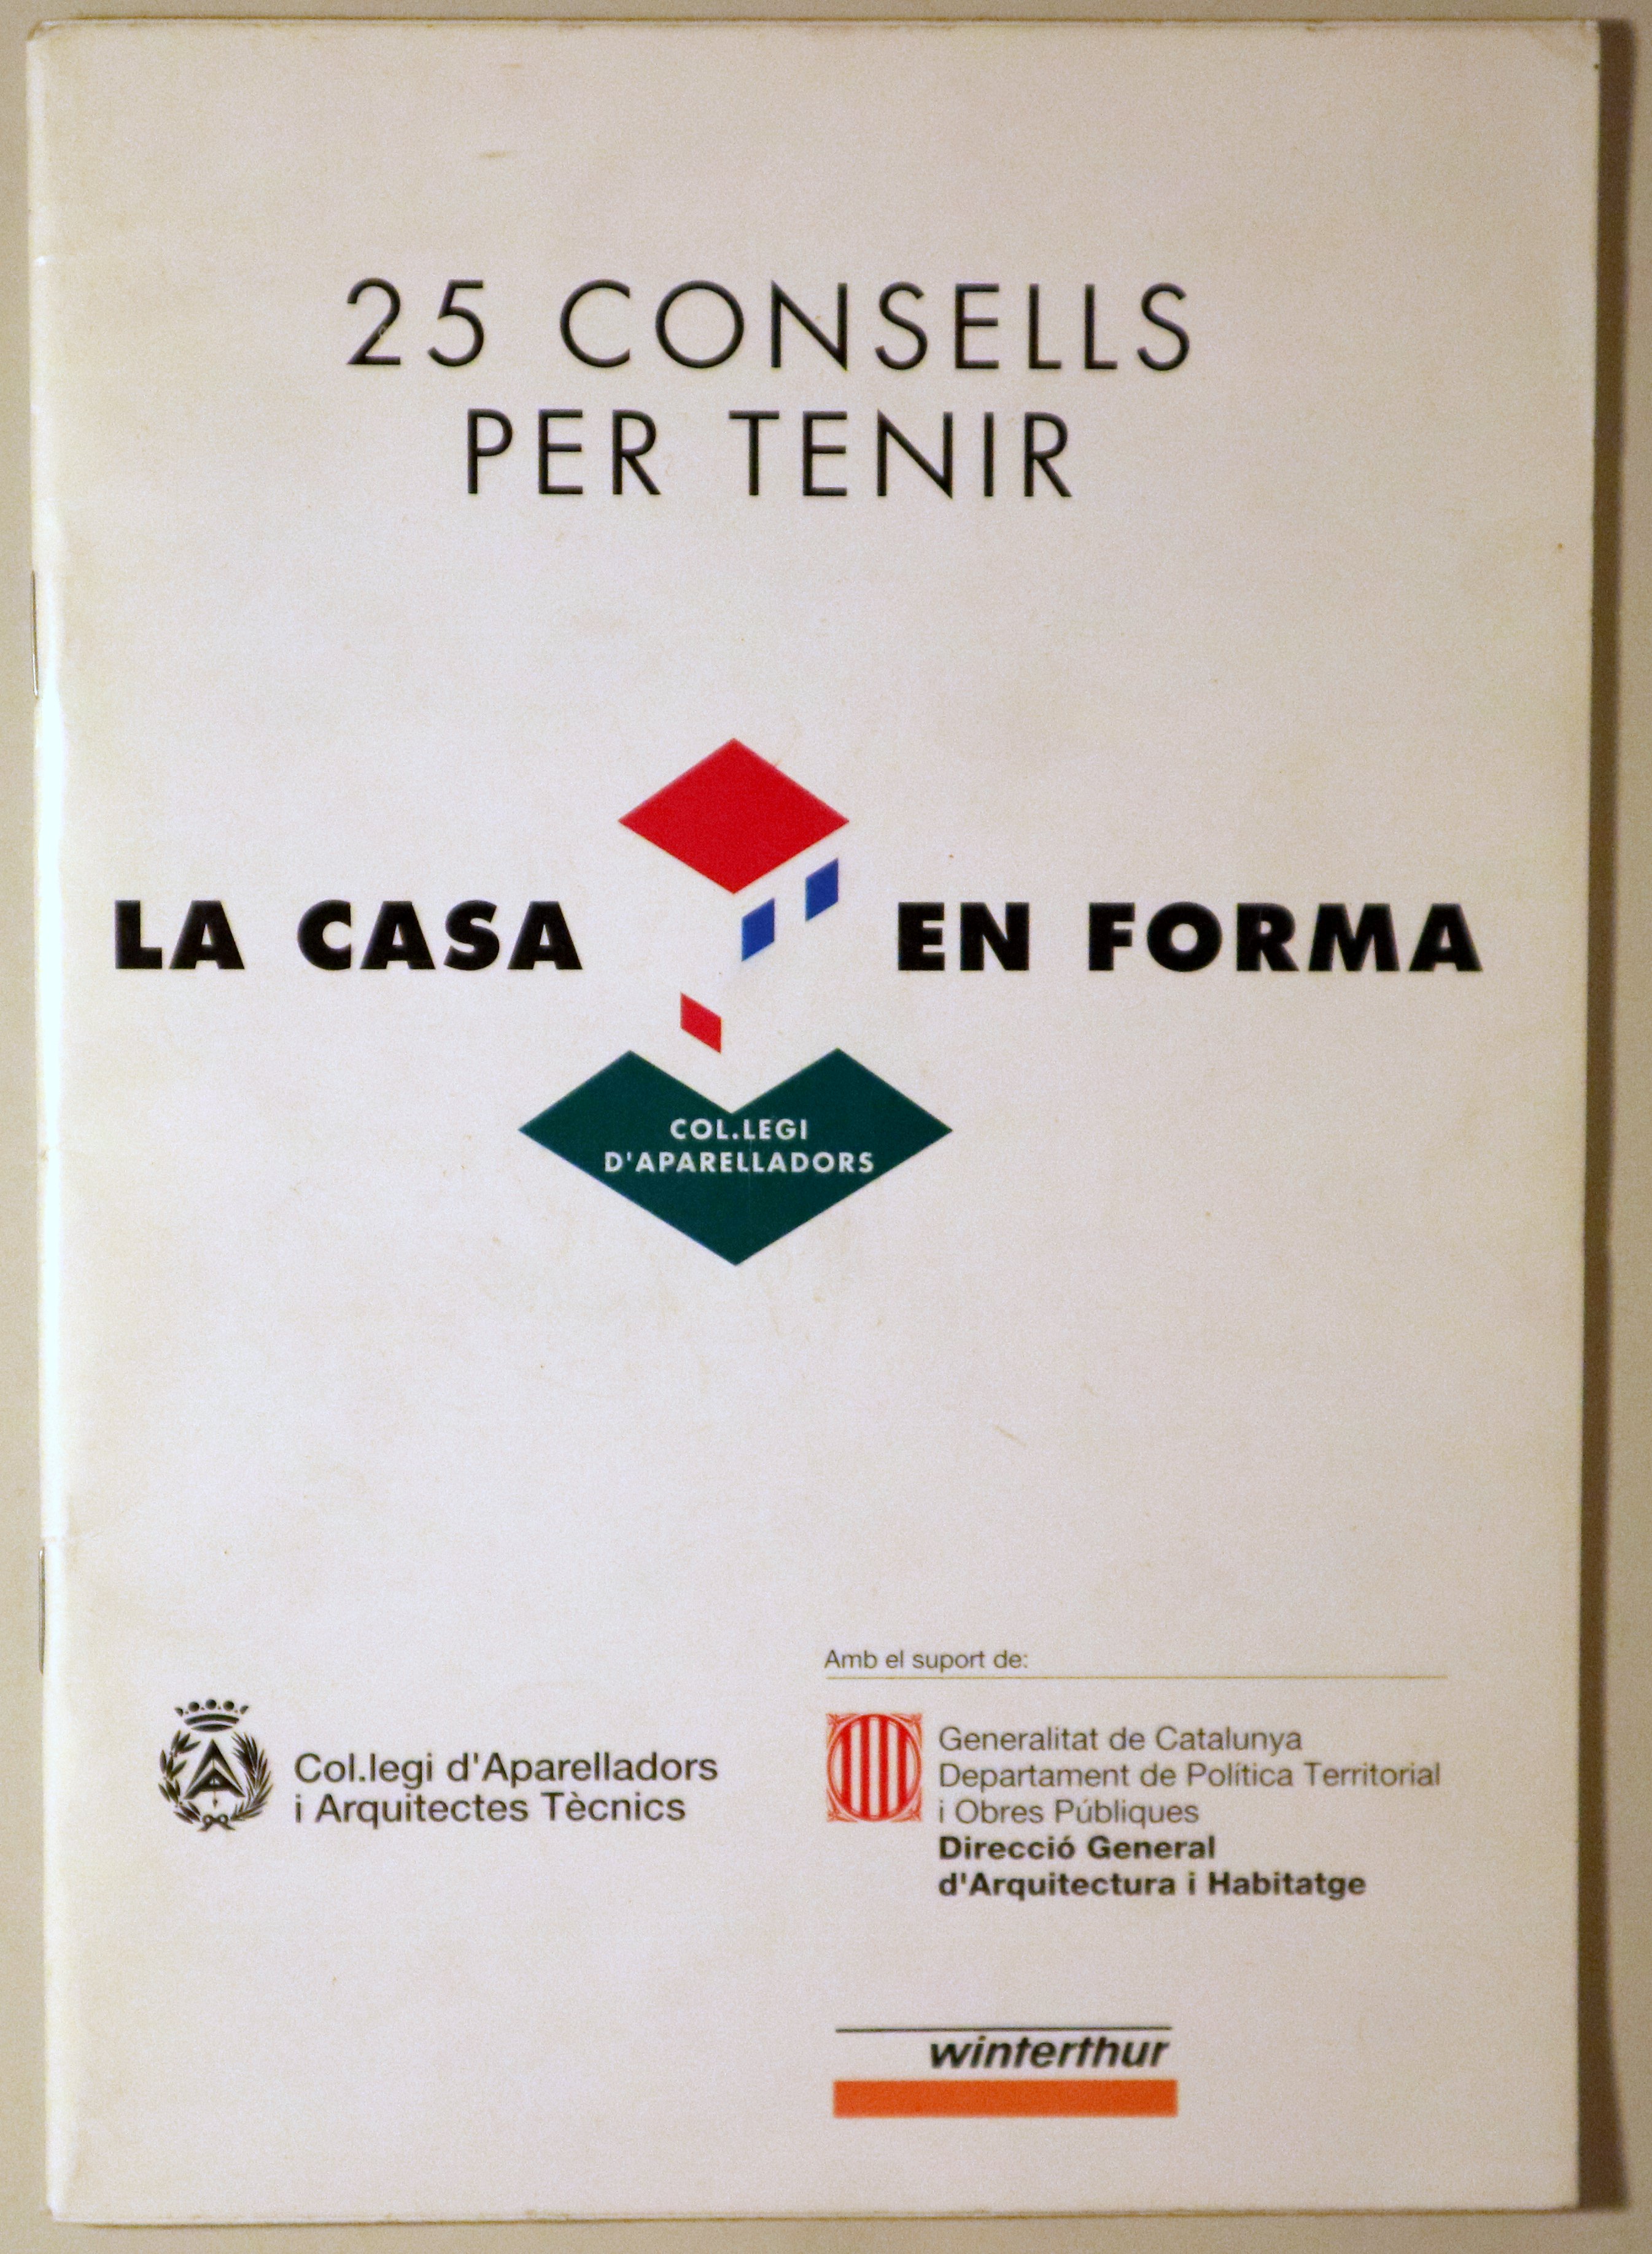 25 CONSELLS
PER TENIR
LA CASA EN FORMA
COL.LEGI
D'APARELLADORS
Amb el suport de:
Col.legi d'Aparelladors
i Arquitectes Tècnics
Generalitat de Catalunya
Departament de Política Territorial
i Obres Públiques
Direcció General
d'Arquitectura i Habitatge
winterthur